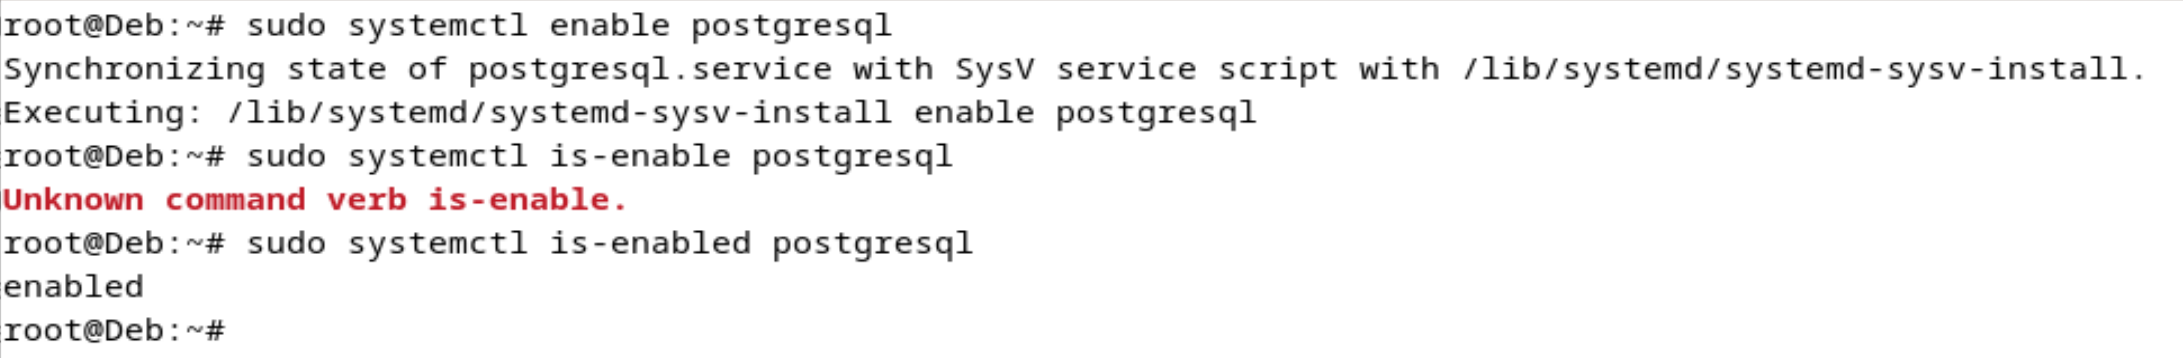 root@Deb:~# sudo systemctl enable postgresql
Synchronizing state of postgresql.service with SysV service script with /lib/systemd/systemd-sysv-install.
Executing: /lib/systemd/systemd-sysv-install enable postgresql
root@Deb:~# sudo systemctl is-enable postgresql
Unknown command verb is-enable.
root@Deb:~# sudo systemctl is-enabled postgresql
enabled
root@Deb:~#